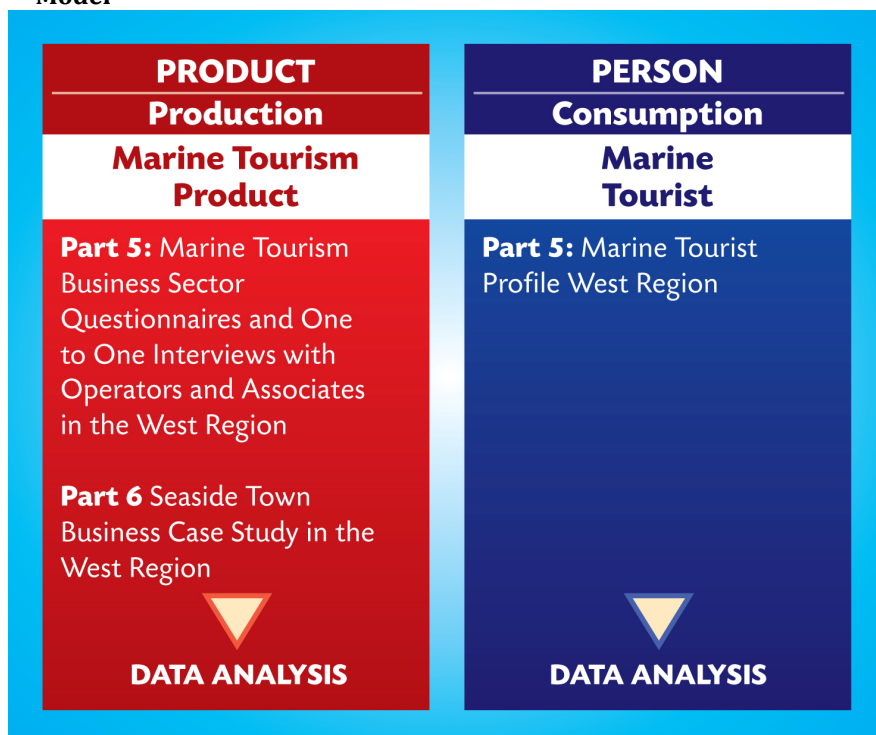 Model
PRODUCT
Production
Marine Tourism
Product
Part 5: Marine Tourism
Business Sector
Questionnaires and One
to One Interviews with
Operators and Associates
in the West Region
Part 6 Seaside Town
Business Case Study in the
West Region
DATA ANALYSIS
PERSON
Consumption
Marine
Tourist
Part 5: Marine Tourist
Profile West Region
DATA ANALYSIS